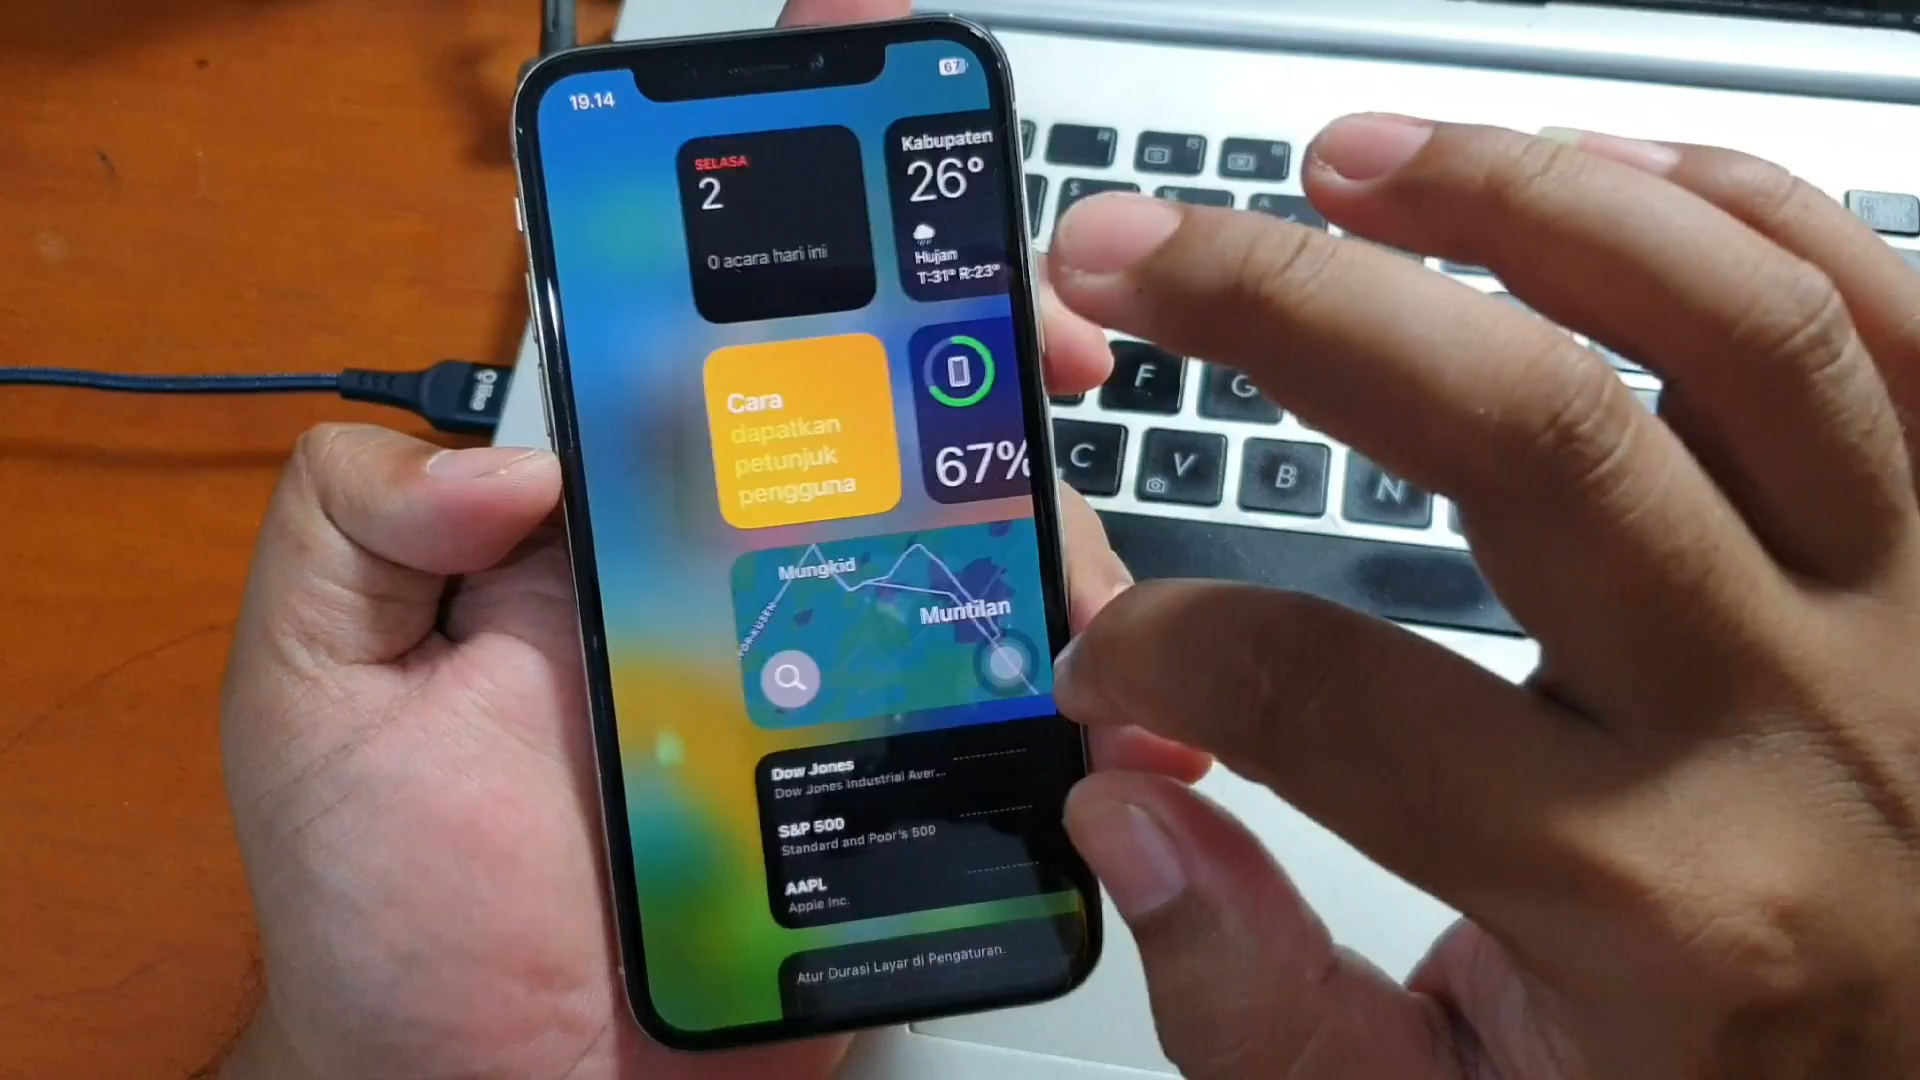 19.14
67
SELASA
2
0 acara hari ini
Kabupaten
26°
Hujan
T:31° R:23°
Cara
dapatkan
petunjuk
pengguna
67%
Mungkid
Muntilan
Dow Jones
Dow Jones Industrial Aver...
S&P 500
Standard and Poor's 500
AAPL
Apple Inc.
Atur Durasi Layar di Pengaturan.
F
G
C
V
B
N